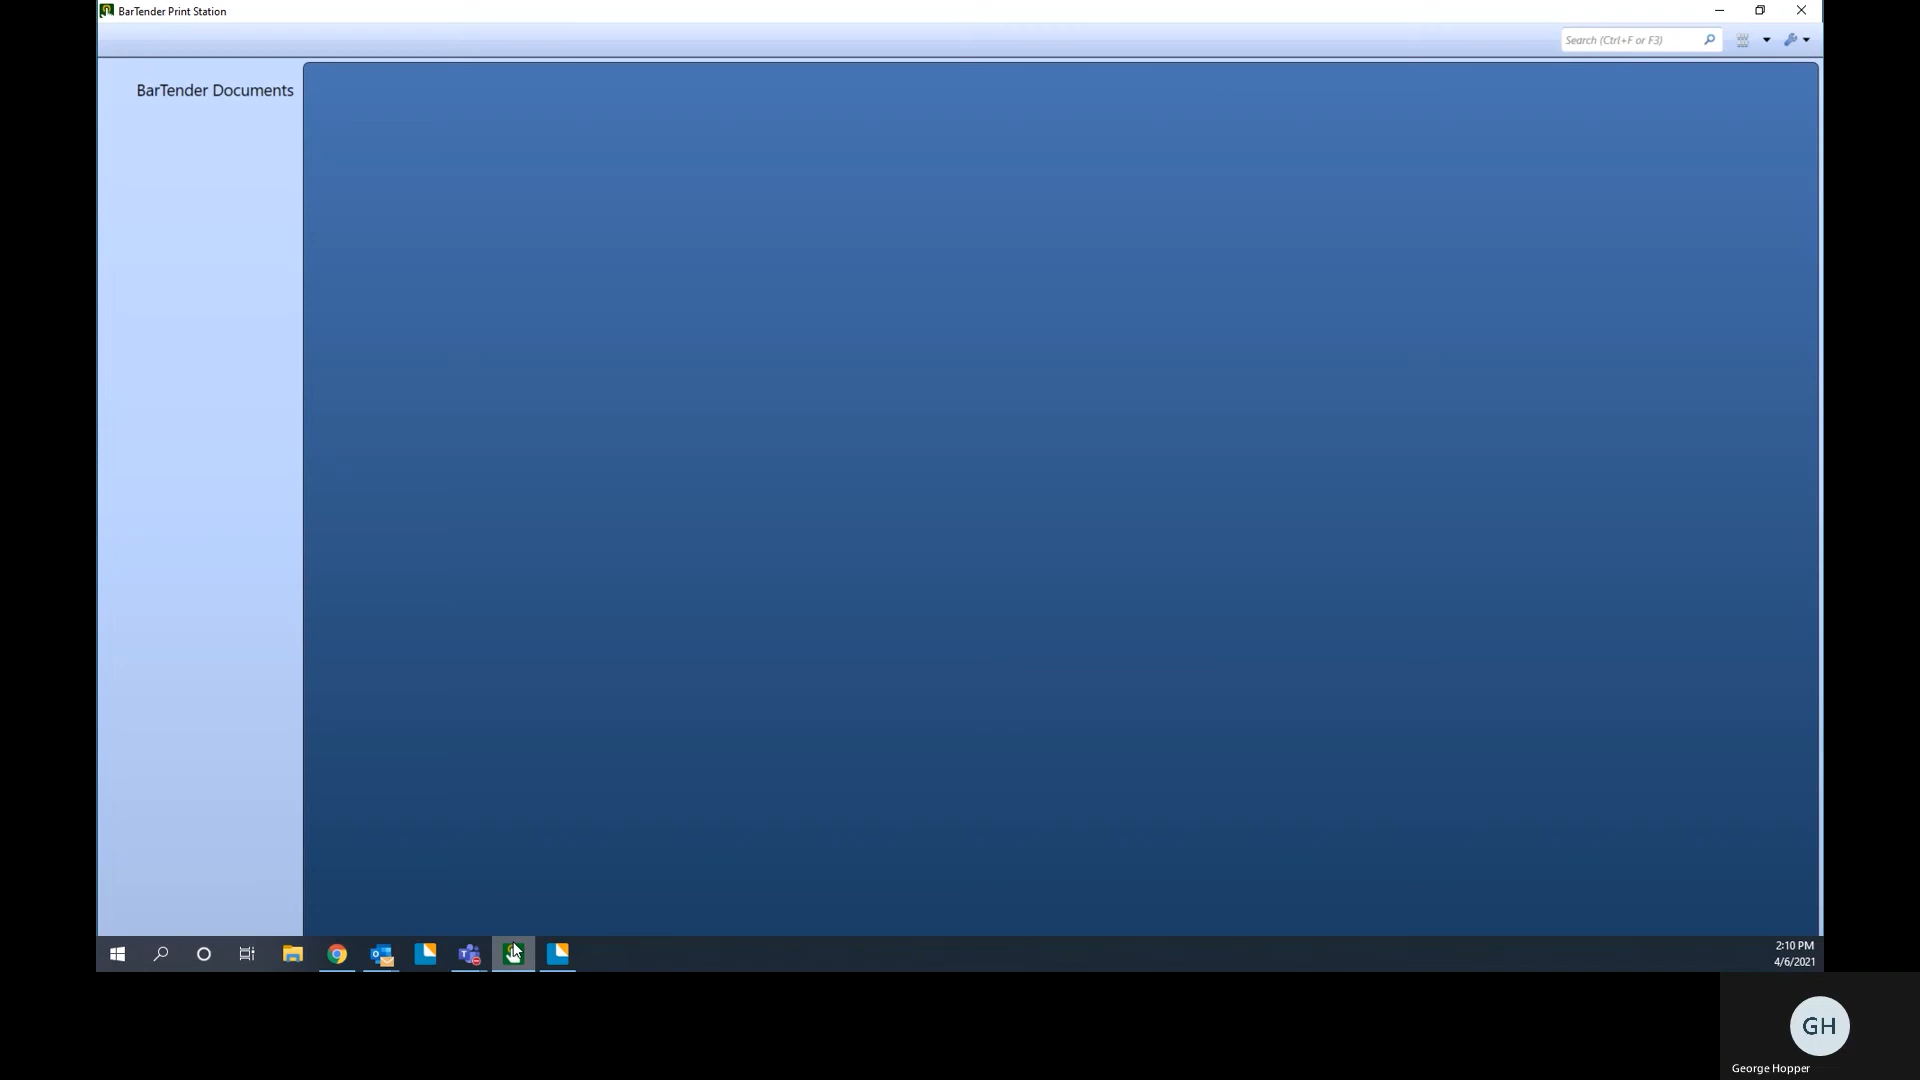 BarTender Print Station
Search (Ctrl+F or F3)
BarTender Documents
2:10 PM
4/6/2021
GH
George Hopper